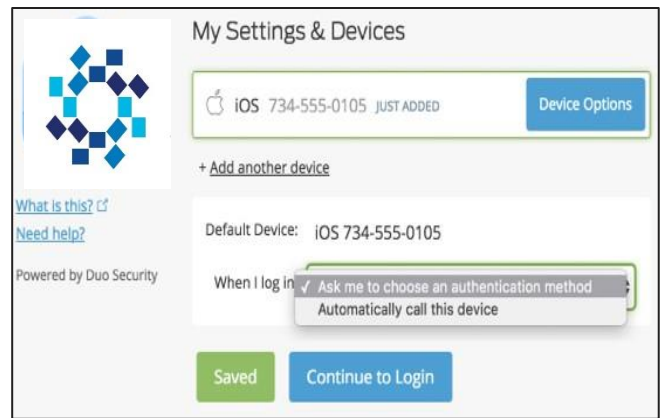 My Settings & Devices
iOS 734-555-0105 JUST ADDED
Device Options
+ Add another device
What is this?
Need help?
Powered by Duo Security
Default Device: iOS 734-555-0105
When I log in
✓ Ask me to choose an authentication method
Automatically call this device
Saved
Continue to Login